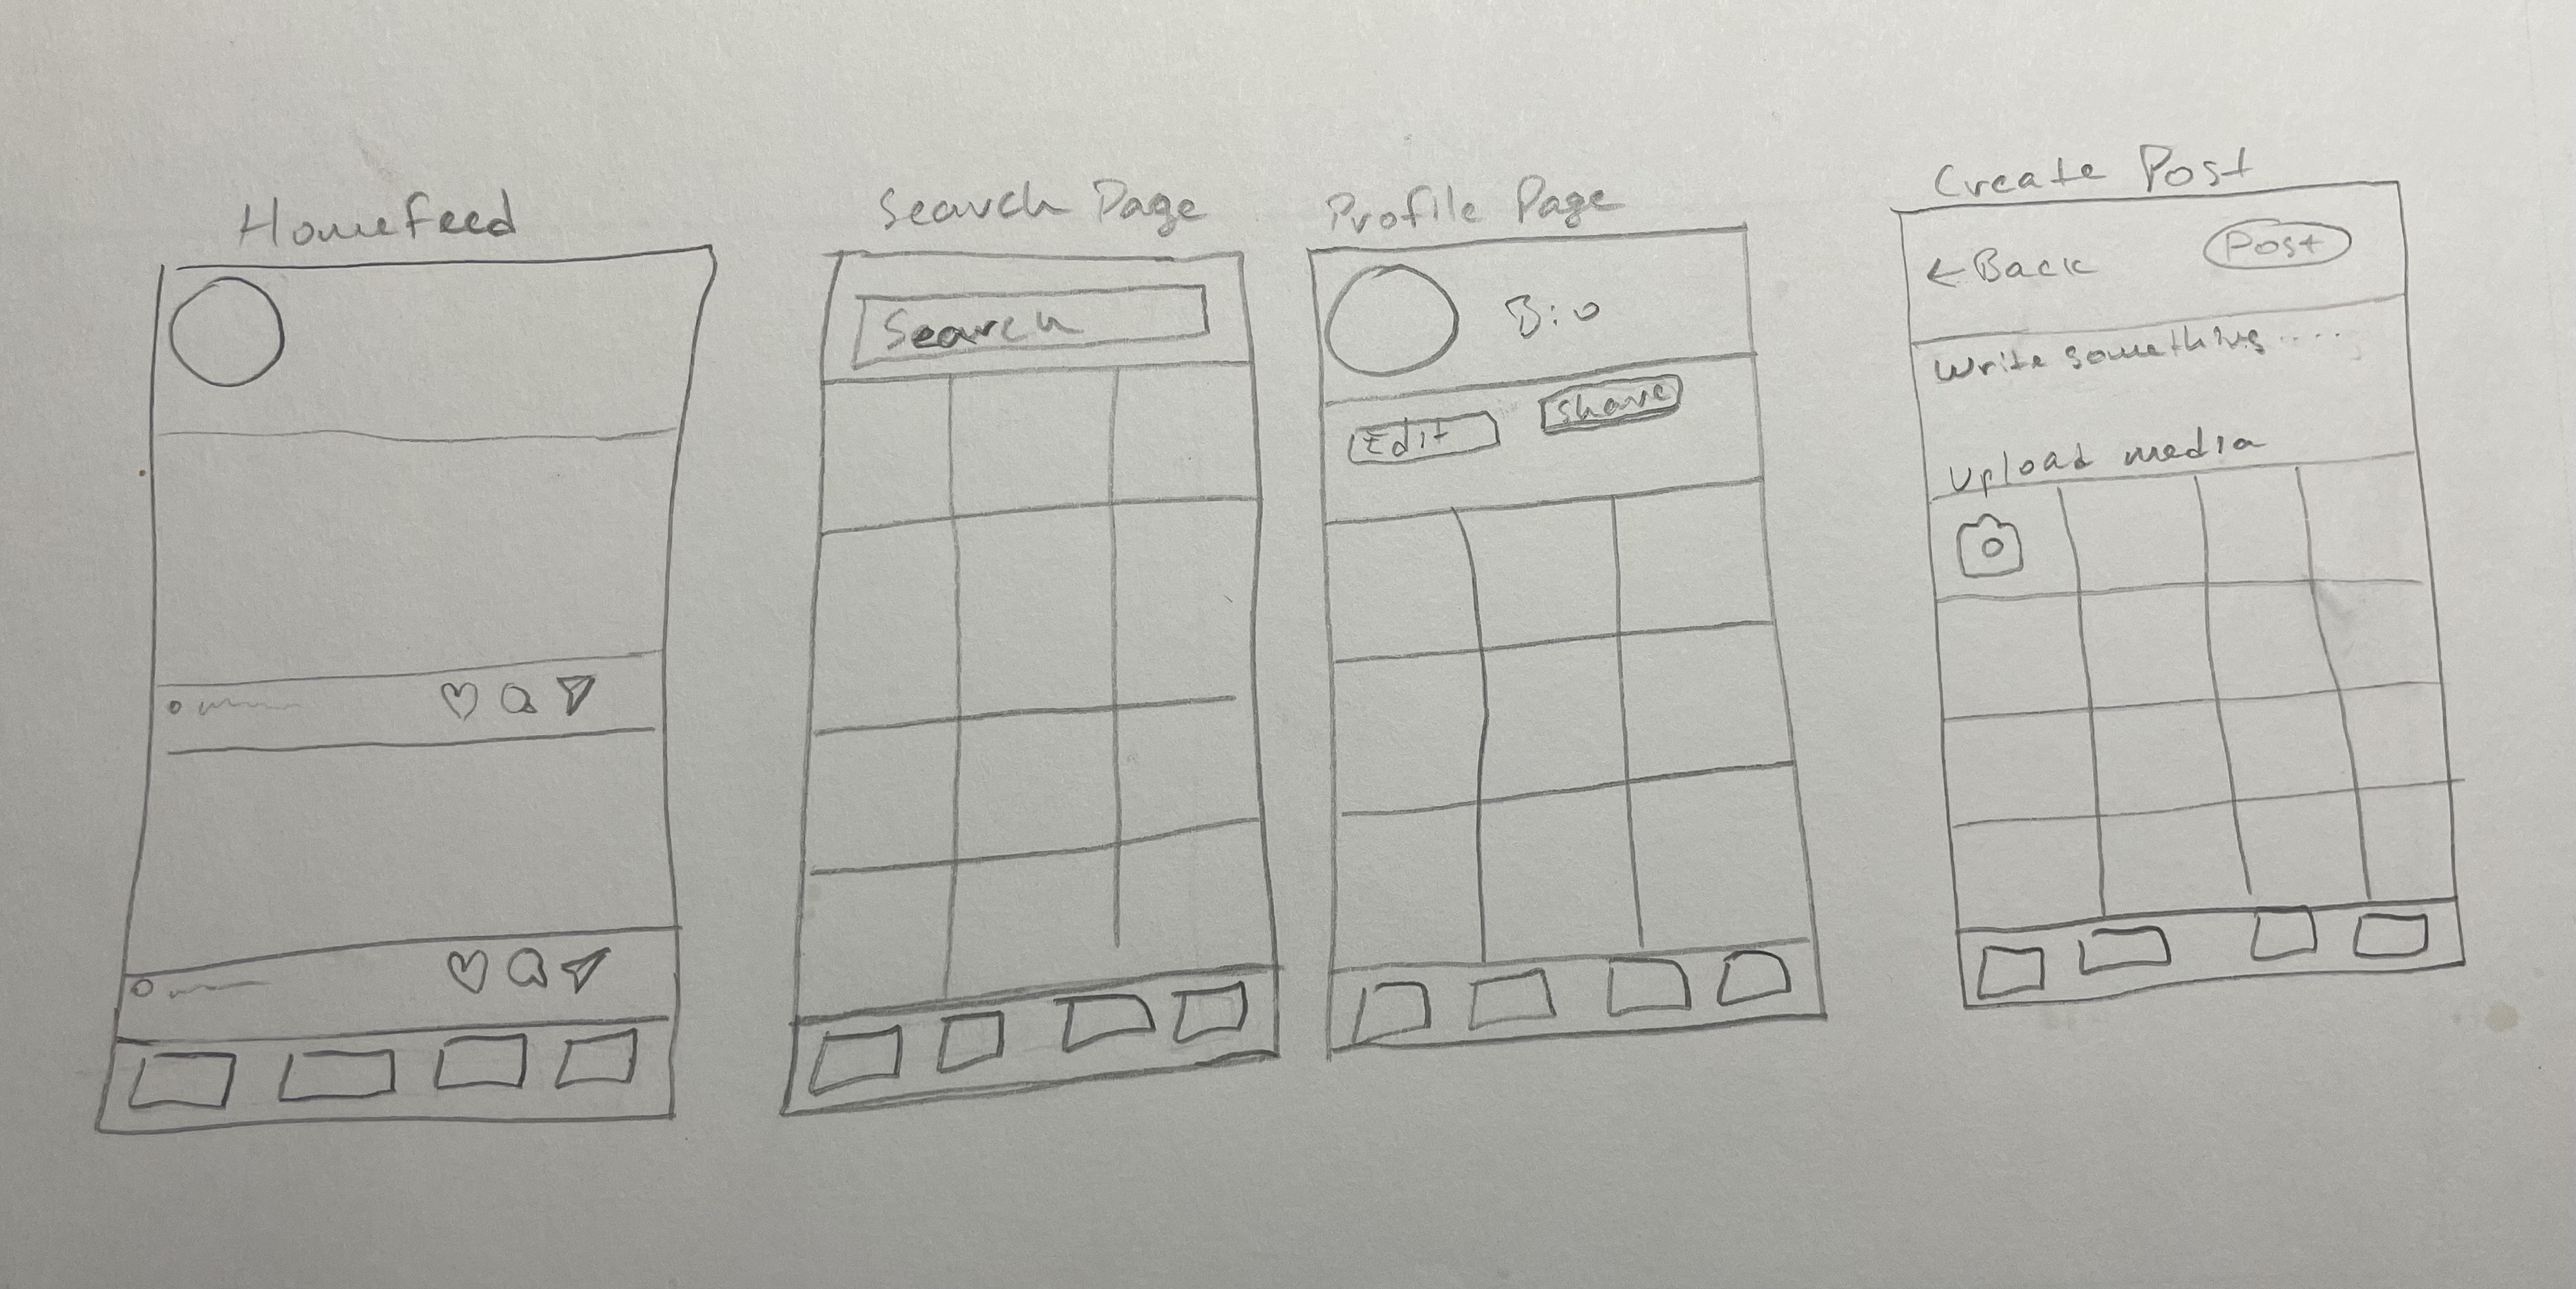 Homefeed
Search Page
Search
Profile Page
Bio
Edit
Share
Create Post
←Back
Post
Write something.....
Upload media